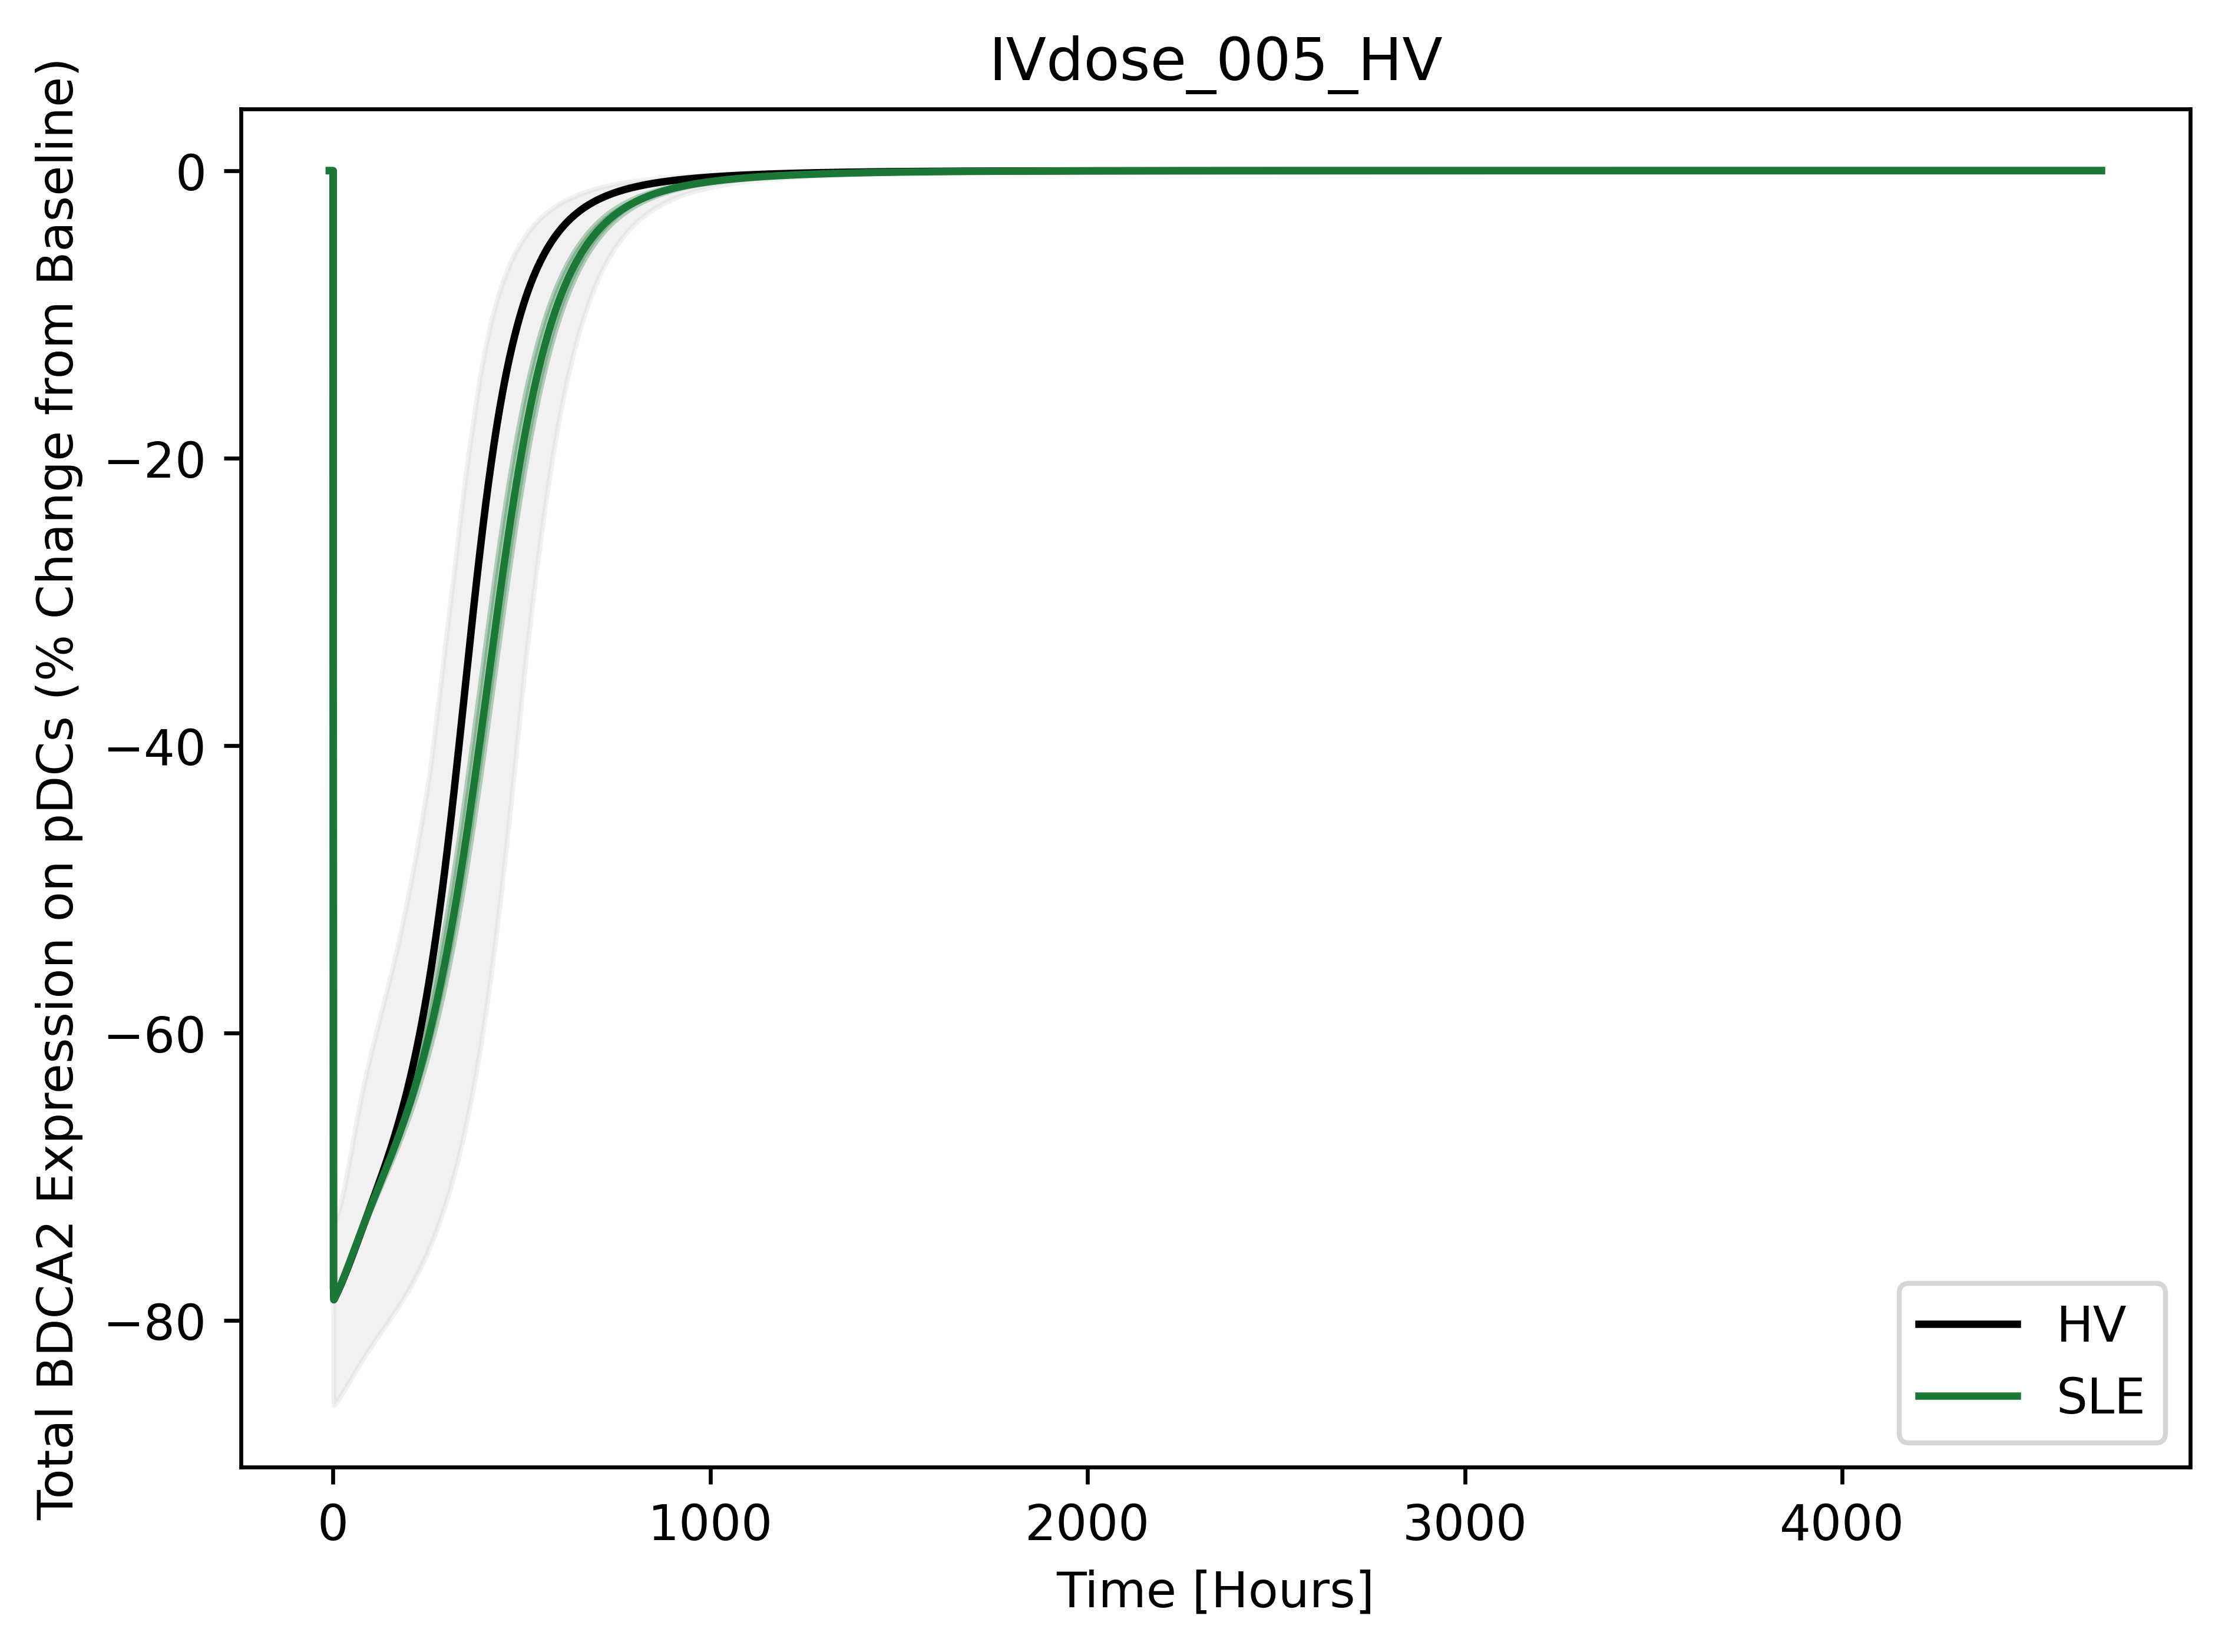 IVdose_005_HV
Total BDCA2 Expression on pDCs (% Change from Baseline)
0
−20
−40
−60
−80
0 1000 2000 3000 4000
Time [Hours]
HV
SLE